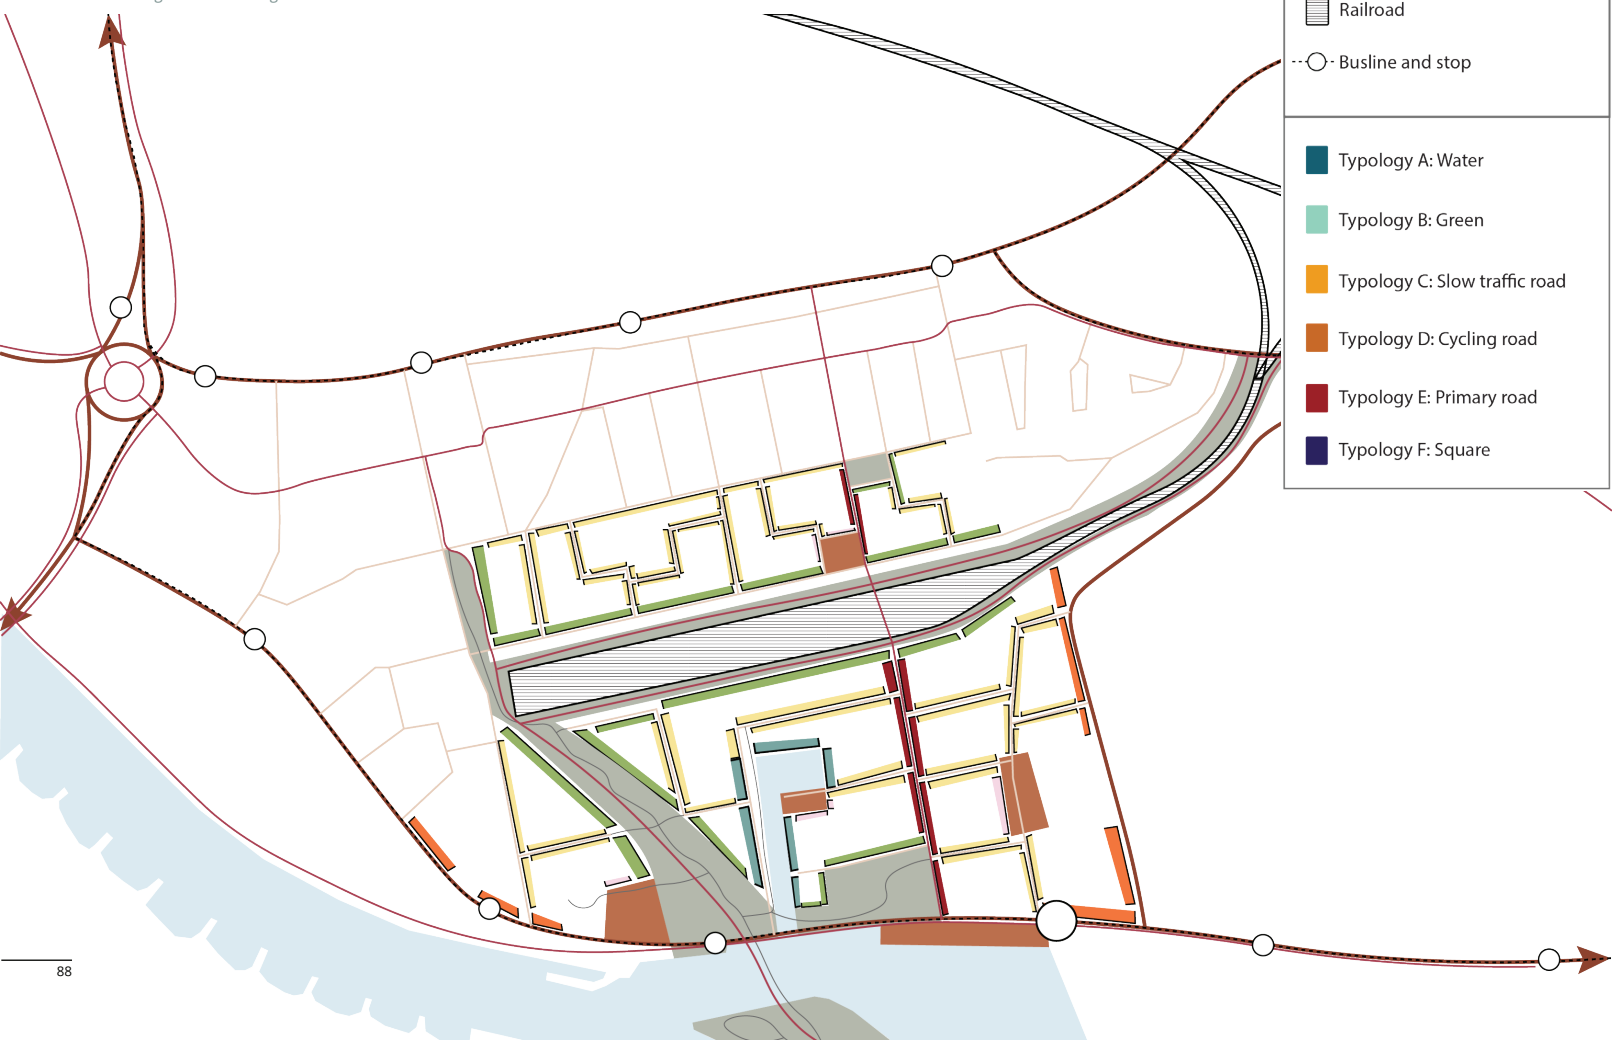 Railroad
Busline and stop
Typology A: Water
Typology B: Green
Typology C: Slow traffic road
Typology D: Cycling road
Typology E: Primary road
Typology F: Square
88